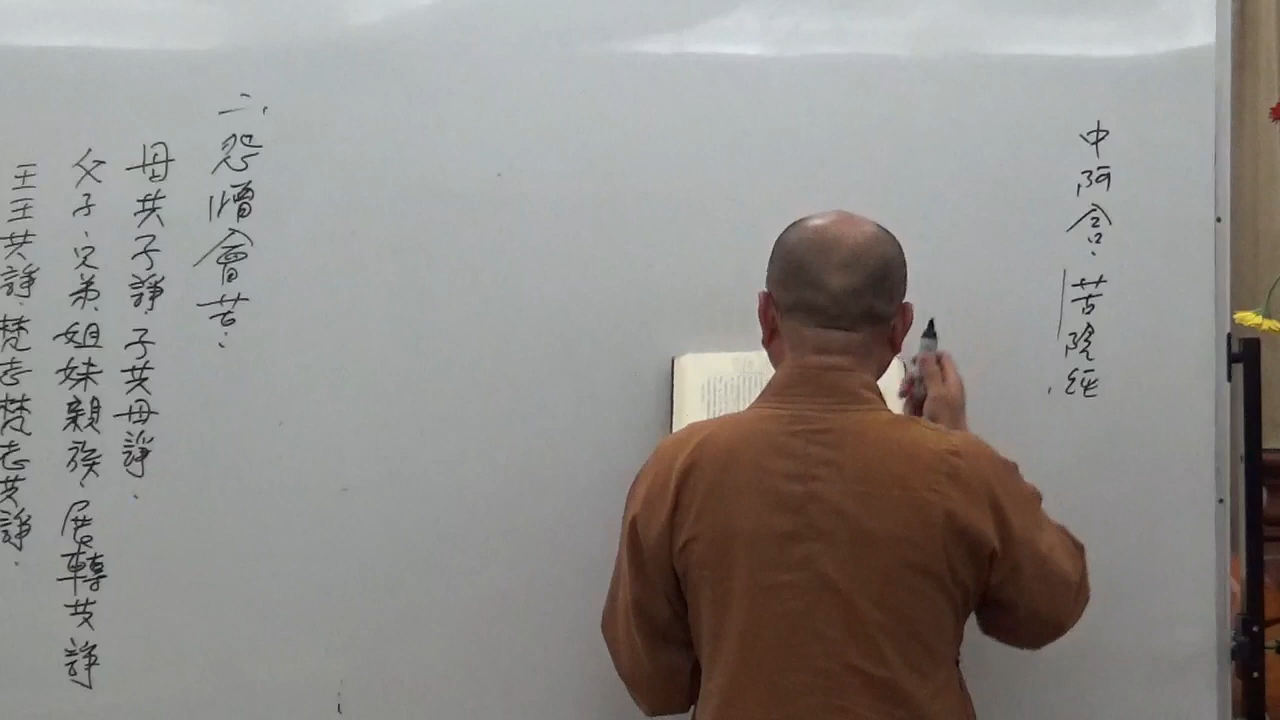 中阿含、苦陰經
二、怨憎會苦：
母共子諍、子共母諍、
父子、兄弟、姐妹、親族、展轉共諍
王王共諍、梵志梵志共諍、